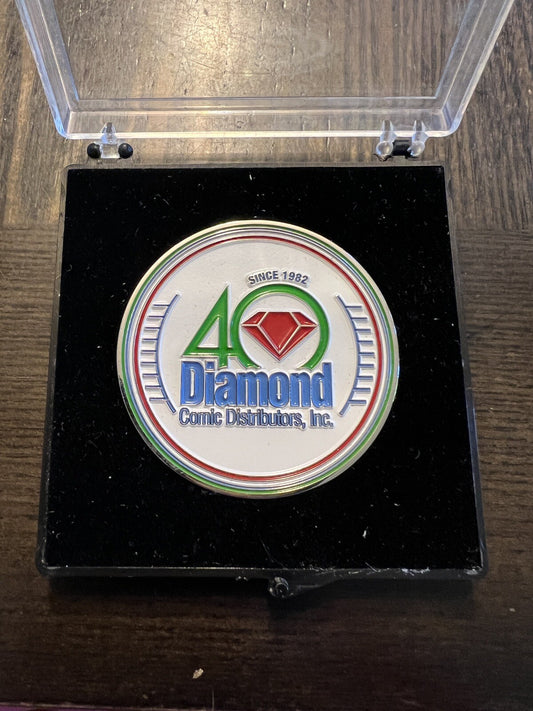 SINCE 1982
40
Diamond
Comic Distributors, Inc.